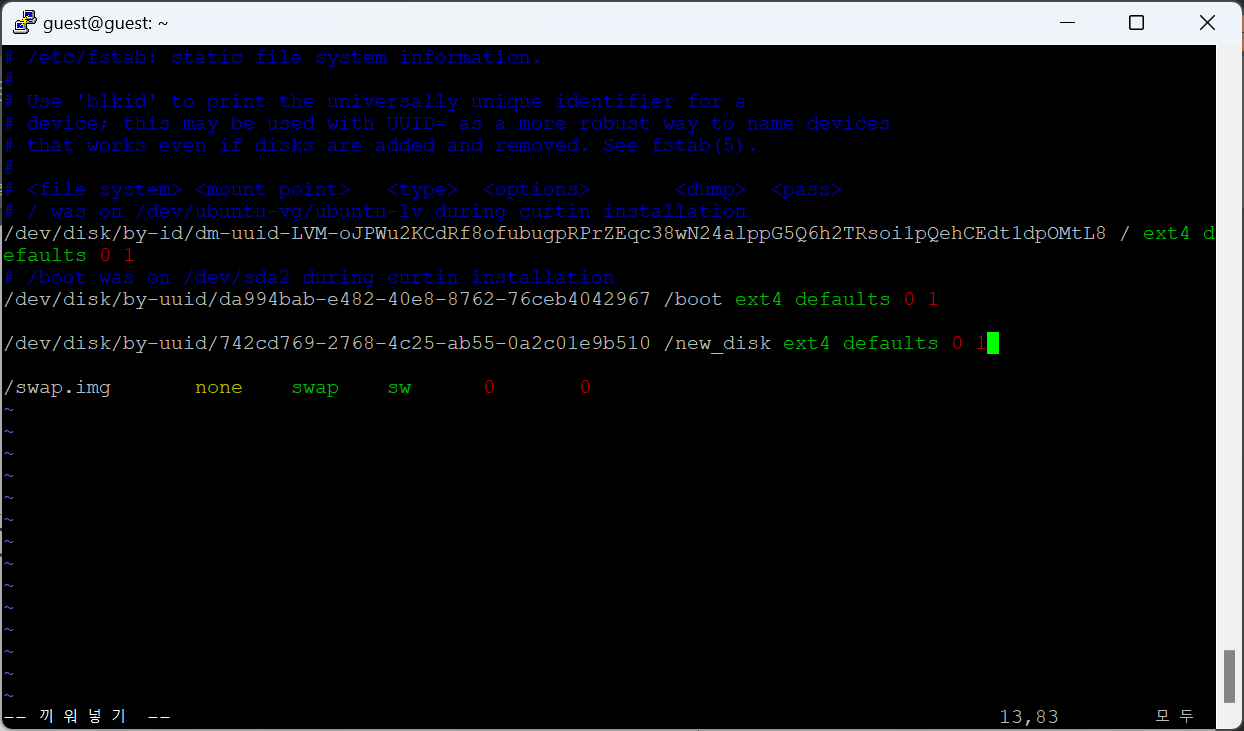 guest@guest: ~
# /etc/fstab: static file system information.
#
# Use 'blkid' to print the universally unique identifier for a
# device; this may be used with UUID= as a more robust way to name devices
# that works even if disks are added and removed. See fstab(5).
#
# <file system> <mount point>   <type>  <options>       <dump>  <pass>
# / was on /dev/ubuntu-vg/ubuntu-lv during curtin installation
/dev/disk/by-id/dm-uuid-LVM-oJPWu2KCdRf8ofubugpRPrZEqc38wN24alppG5Q6h2TRsoi1pQehCEdt1dpOMtL8 / ext4 d
efaults 0 1
# /boot was on /dev/sda2 during curtin installation
/dev/disk/by-uuid/da994bab-e482-40e8-8762-76ceb4042967 /boot ext4 defaults 0 1
/dev/disk/by-uuid/742cd769-2768-4c25-ab55-0a2c01e9b510 /new_disk ext4 defaults 0 1
/swap.img       none    swap    sw      0       0
~
~
~
~
~
~
~
~
~
~
~
~
~
~
-- 끼워넣기 --    13,83    모두